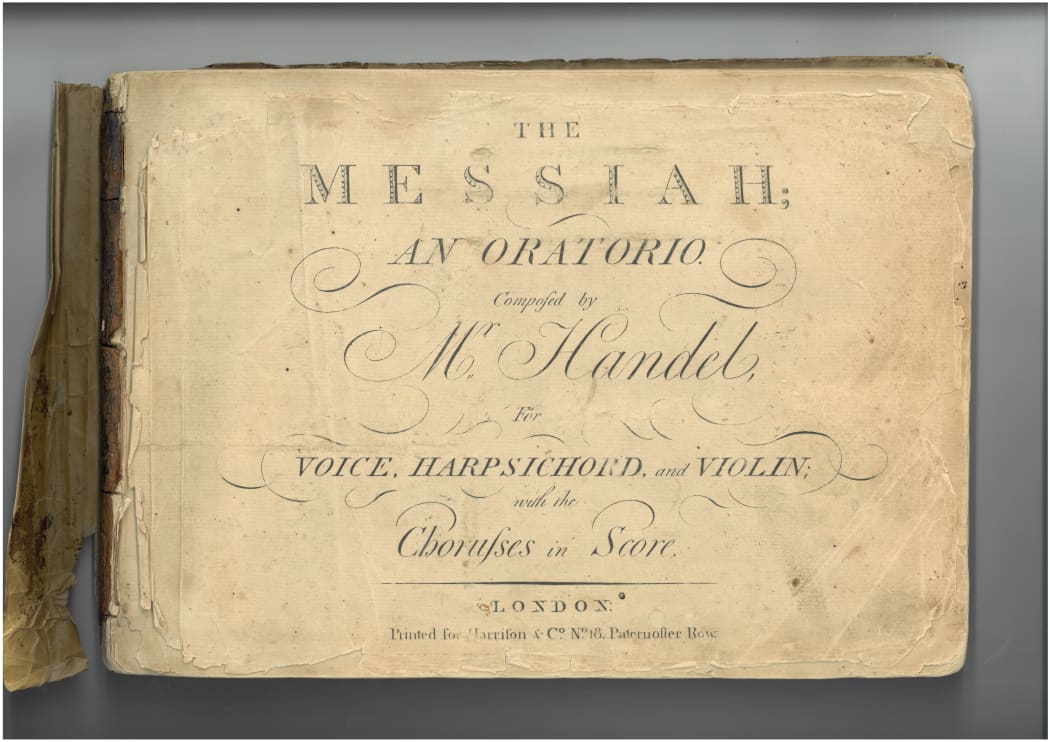 THE
MESSIAH;
AN ORATORIO.
Compoſed by
Mr. Handel,
For
VOICE, HARPSICHORD, and VIOLIN;
with the
Choruſses in Score.
LONDON:
Printed for Harriſon & Co. No. 18. Paternoſter Row.